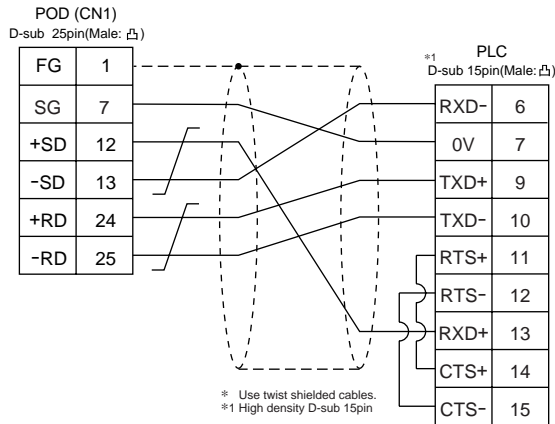 POD (CN1)
D-sub 25pin(Male: 凸)
FG 1
SG 7
+SD 12
-SD 13
+RD 24
-RD 25
*1 PLC
D-sub 15pin(Male: 凸)
RXD- 6
0V 7
TXD+ 9
TXD- 10
RTS+ 11
RTS- 12
RXD+ 13
CTS+ 14
CTS- 15
* Use twist shielded cables.
*1 High density D-sub 15pin